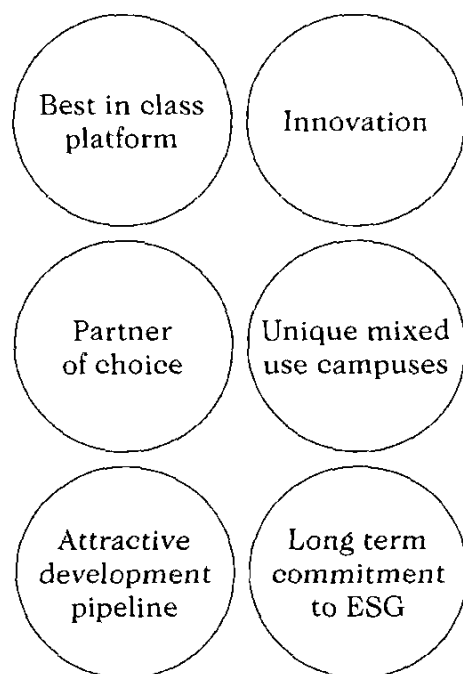 Best in class
platform
Innovation
Partner
of choice
Unique mixed
use campuses
Attractive
development
pipeline
Long term
commitment
to ESG